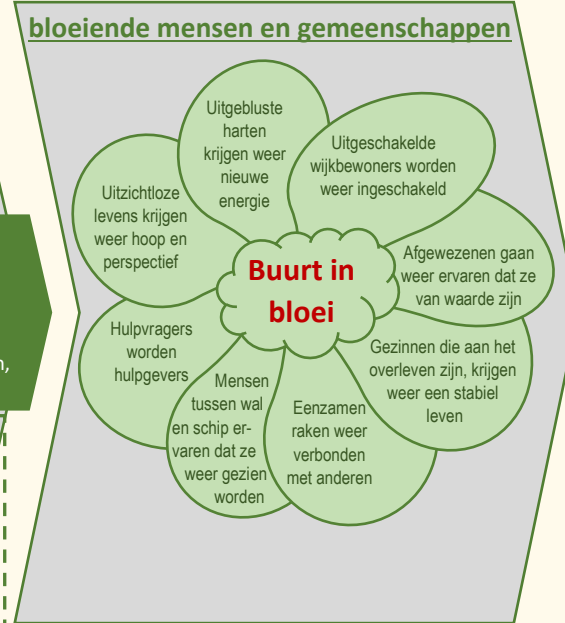 bloeiende mensen en gemeenschappen
Uitgebluste
harten
krijgen weer
nieuwe
energie
Uitgeschakelde
wijkbewoners worden
weer ingeschakeld
Uitzichtloze
levens krijgen
weer hoop en
perspectief
Afgewezenen gaan
weer ervaren dat ze
van waarde zijn
Buurt in
bloei
Hulpvragers
worden
hulpgevers
Gezinnen die aan het
overleven zijn, krijgen
weer een stabiel
leven
Mensen
tussen wal
en schip er-
varen dat ze
weer gezien
worden
Eenzamen
raken weer
verbonden
met anderen